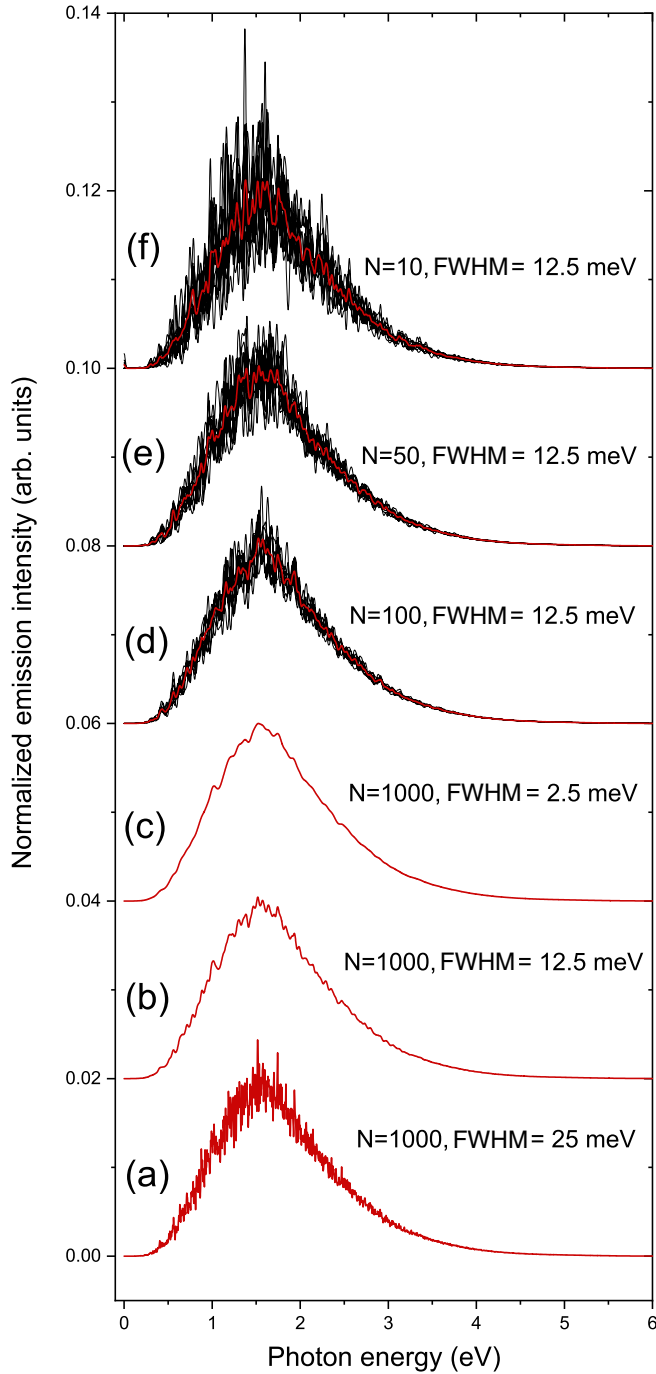 0.14
0.12
(f)
N=10, FWHM = 12.5 meV
0.10
(e)
N=50, FWHM = 12.5 meV
0.08
(d)
N=100, FWHM = 12.5 meV
0.06
(c)
N=1000, FWHM = 2.5 meV
0.04
(b)
N=1000, FWHM = 12.5 meV
0.02
(a)
N=1000, FWHM = 25 meV
0.00
0 1 2 3 4 5 6
Photon energy (eV)
Normalized emission intensity (arb. units)